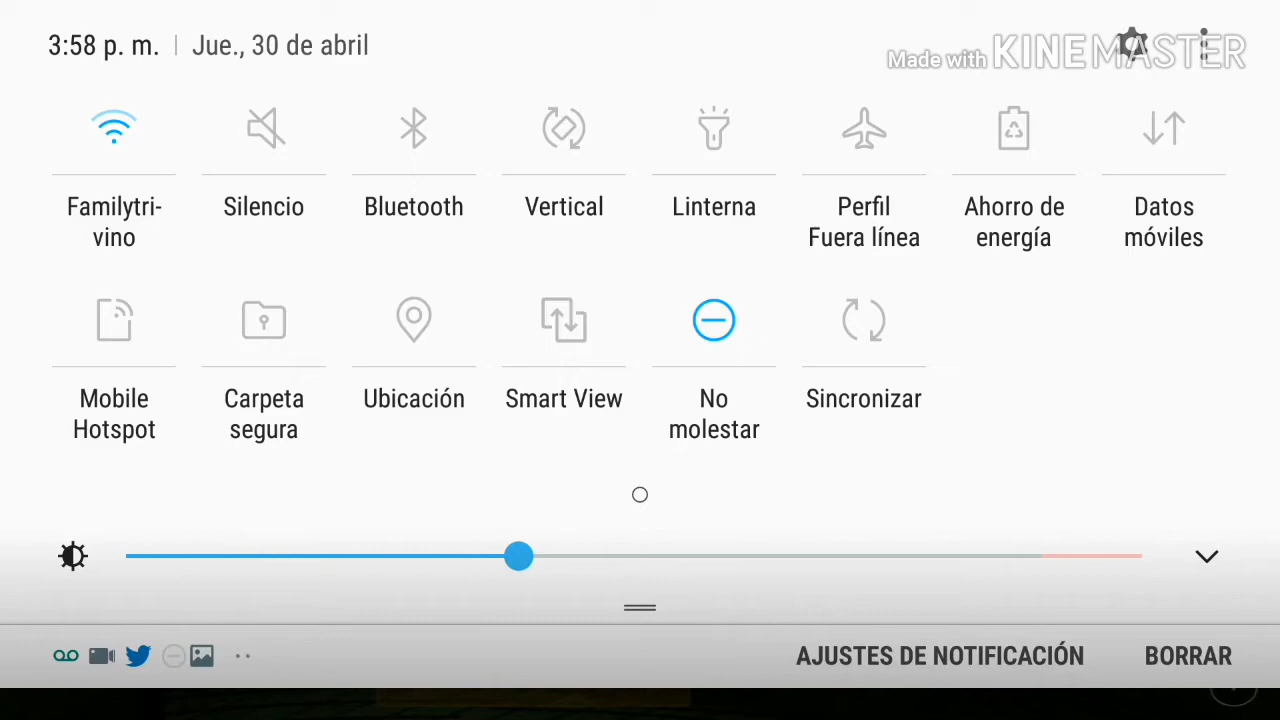 3:58 p. m. | Jue., 30 de abril
Made with KINEMASTER
Familytri-
vino
Silencio
Bluetooth
Vertical
Linterna
Perfil
Fuera línea
Ahorro de
energía
Datos
móviles
Mobile
Hotspot
Carpeta
segura
Ubicación
Smart View
No
molestar
Sincronizar
AJUSTES DE NOTIFICACIÓN
BORRAR